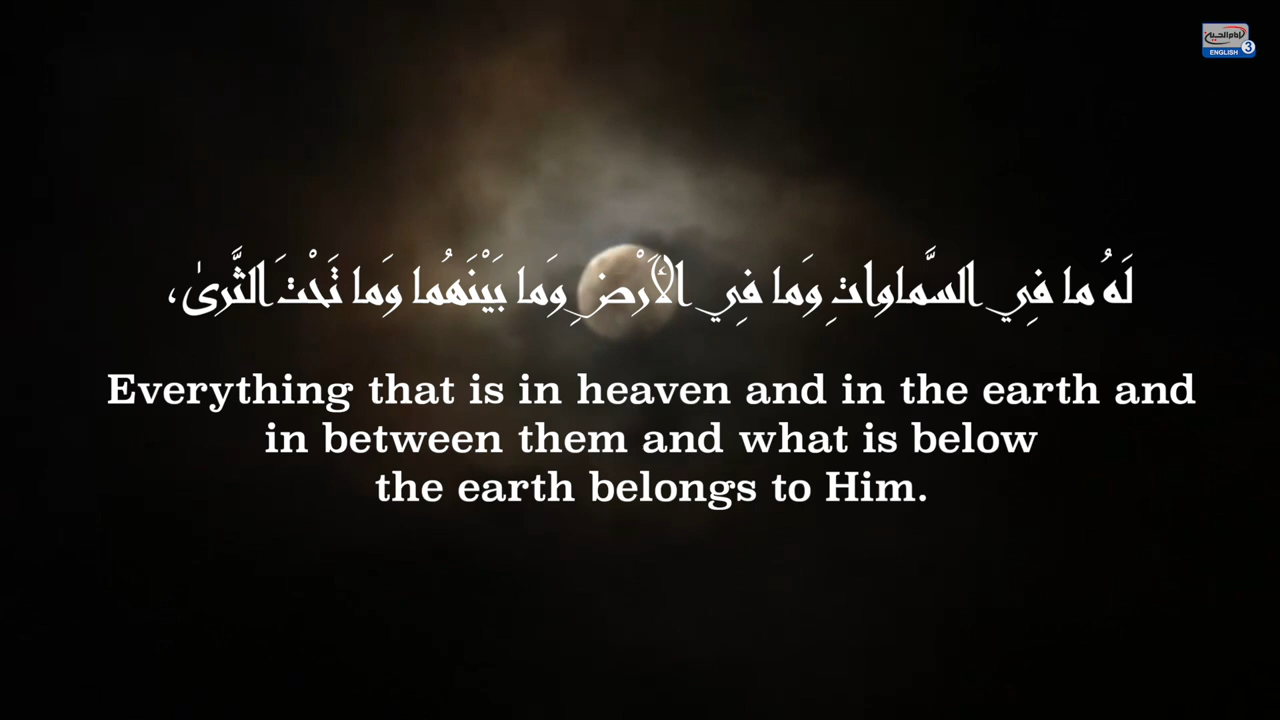 لَهُ ما فِي السَّماواتِ وَما فِي الْأَرْضِ وَما بَيْنَهُما وَما تَحْتَ الثَّرىٰ،
Everything that is in heaven and in the earth and
in between them and what is below
the earth belongs to Him.
ENGLISH 3